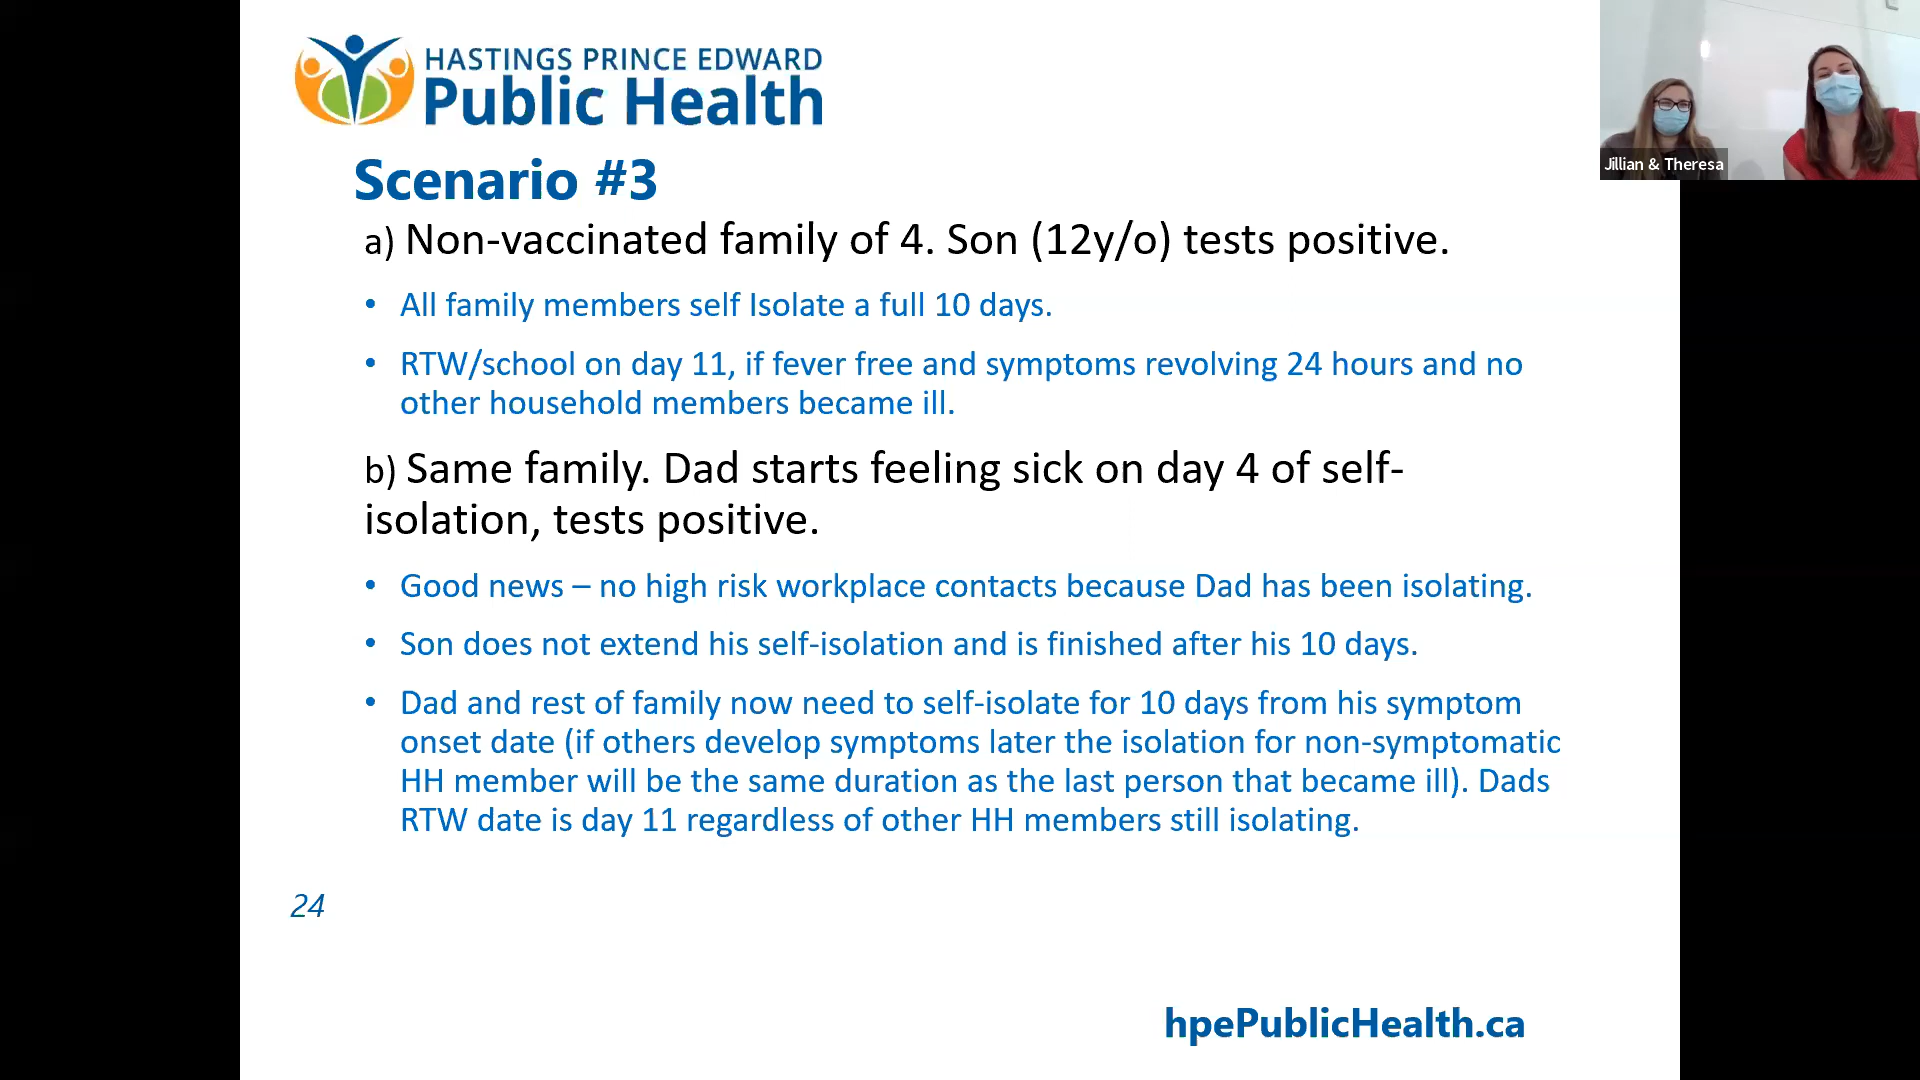 HASTINGS PRINCE EDWARD
Public Health
Jillian & Theresa
Scenario #3
a) Non-vaccinated family of 4. Son (12y/o) tests positive.
• All family members self Isolate a full 10 days.
• RTW/school on day 11, if fever free and symptoms revolving 24 hours and no
other household members became ill.
b) Same family. Dad starts feeling sick on day 4 of self-
isolation, tests positive.
• Good news – no high risk workplace contacts because Dad has been isolating.
• Son does not extend his self-isolation and is finished after his 10 days.
• Dad and rest of family now need to self-isolate for 10 days from his symptom
onset date (if others develop symptoms later the isolation for non-symptomatic
HH member will be the same duration as the last person that became ill). Dads
RTW date is day 11 regardless of other HH members still isolating.
24
hpePublicHealth.ca